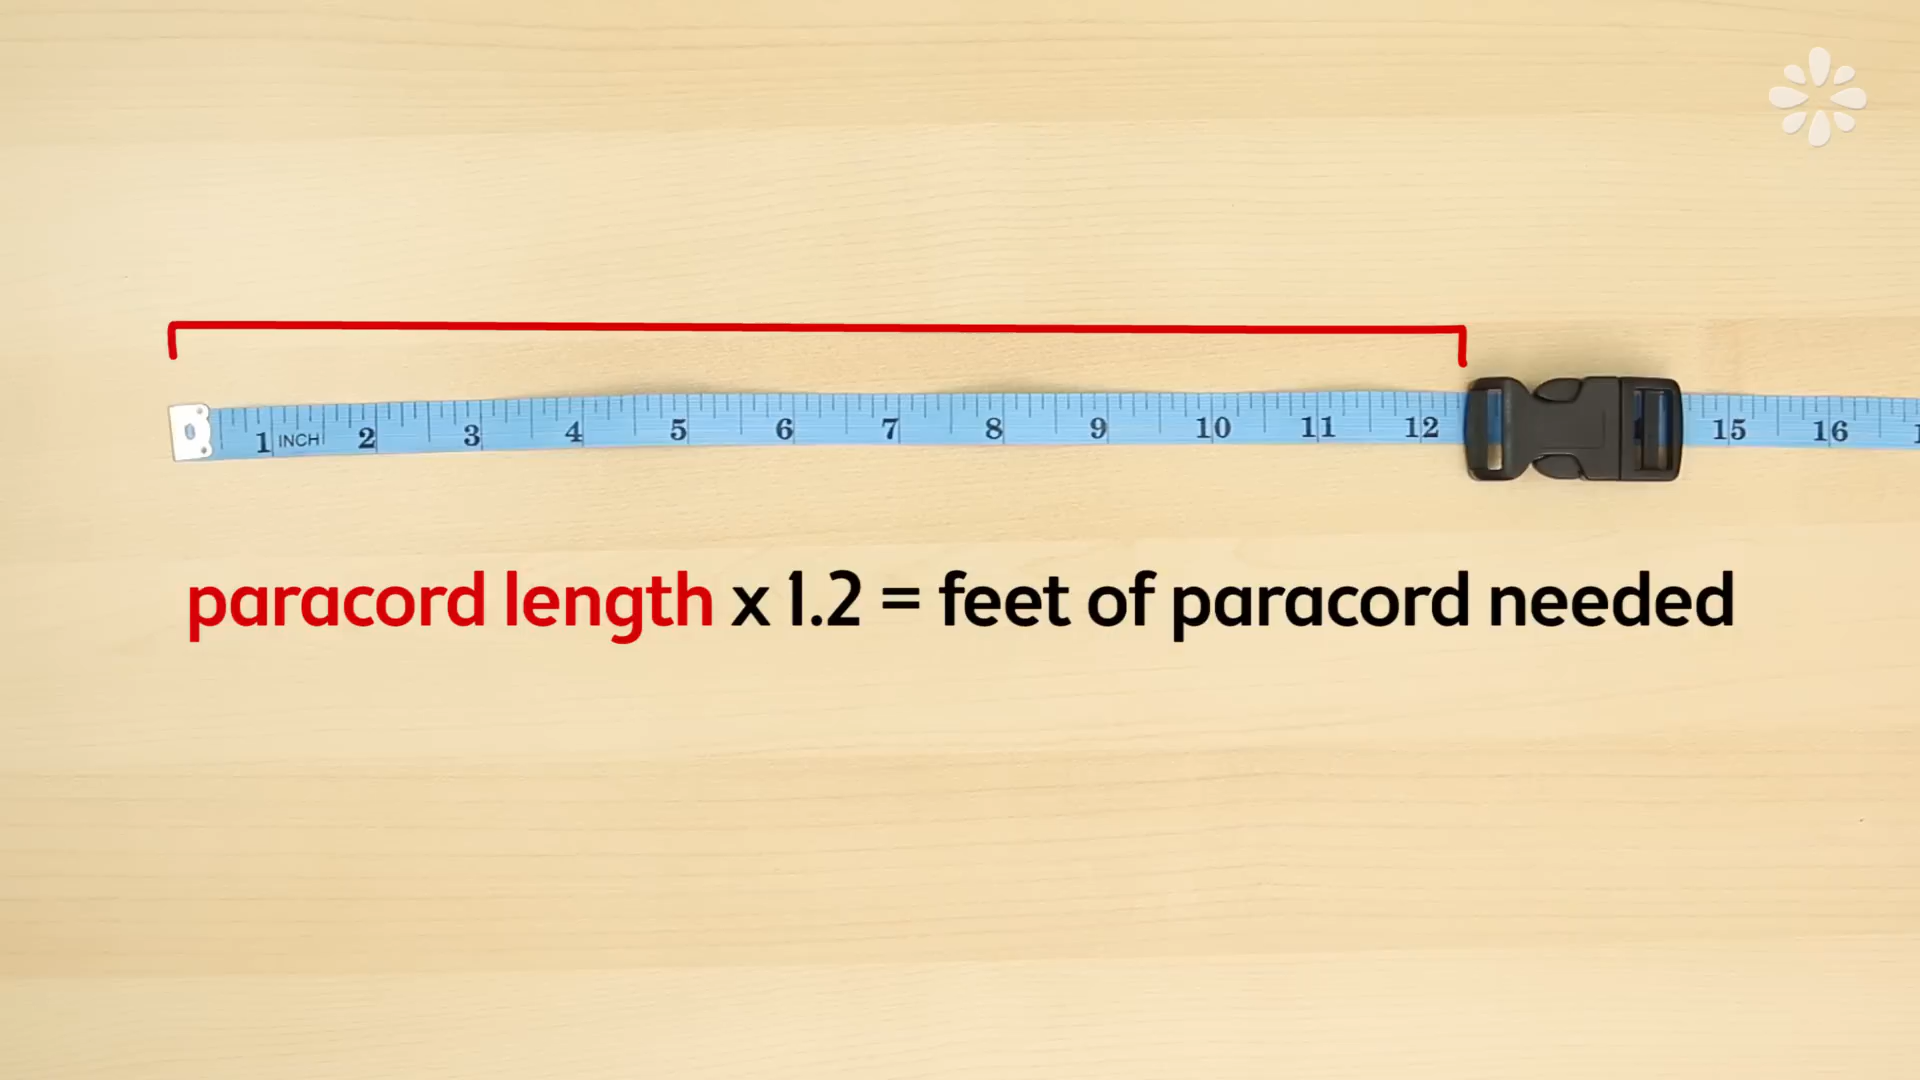 1 INCH 2 3 4 5 6 7 8 9 10 11 12 15 16
paracord length x 1.2 = feet of paracord needed